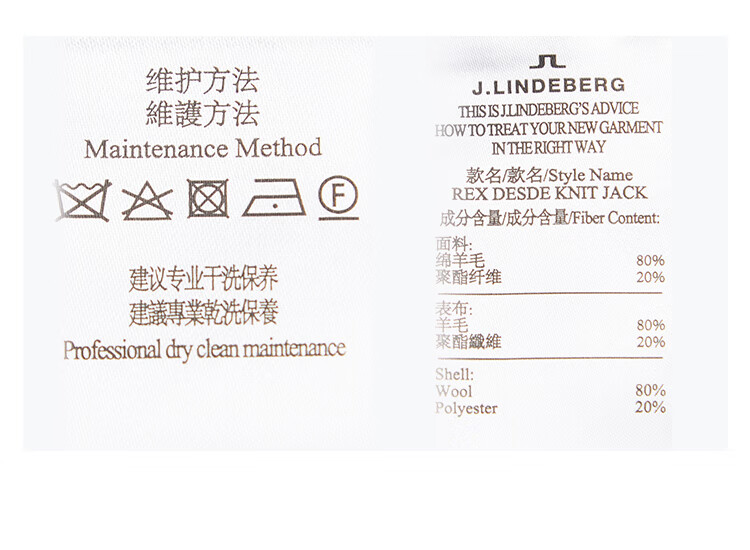 维护方法
維護方法
Maintenance Method
F
建议专业干洗保养
建議專業乾洗保養
Professional dry clean maintenance
J.LINDEBERG
THIS IS J.LINDEBERG'S ADVICE
HOW TO TREAT YOUR NEW GARMENT
IN THE RIGHT WAY
款名/款名/Style Name
REX DESDE KNIT JACK
成分含量/成分含量/Fiber Content:
面料:
绵羊毛 80%
聚酯纤维 20%
表布:
羊毛 80%
聚酯纖維 20%
Shell:
Wool 80%
Polyester 20%